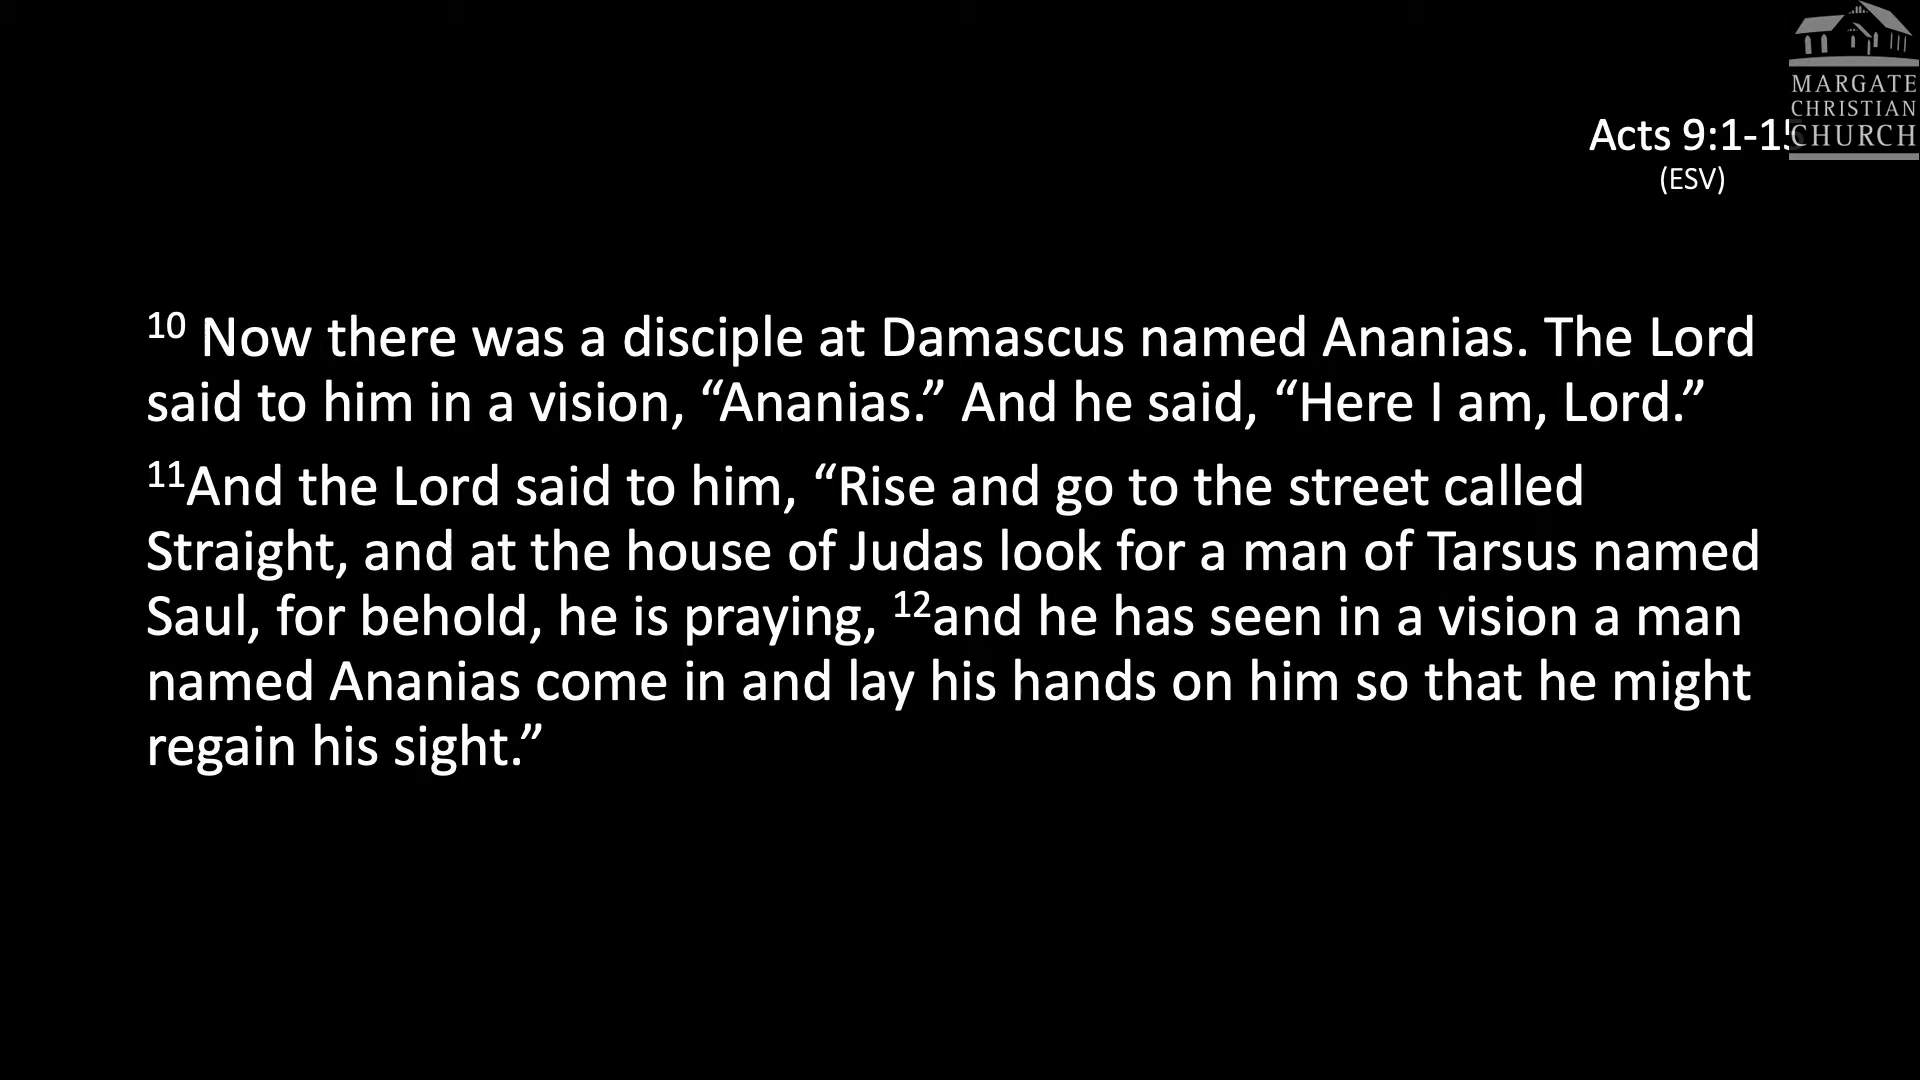 MARGATE
CHRISTIAN
CHURCH
Acts 9:1-15
(ESV)
10 Now there was a disciple at Damascus named Ananias. The Lord
said to him in a vision, “Ananias.” And he said, “Here I am, Lord.”
11And the Lord said to him, “Rise and go to the street called
Straight, and at the house of Judas look for a man of Tarsus named
Saul, for behold, he is praying, 12and he has seen in a vision a man
named Ananias come in and lay his hands on him so that he might
regain his sight.”